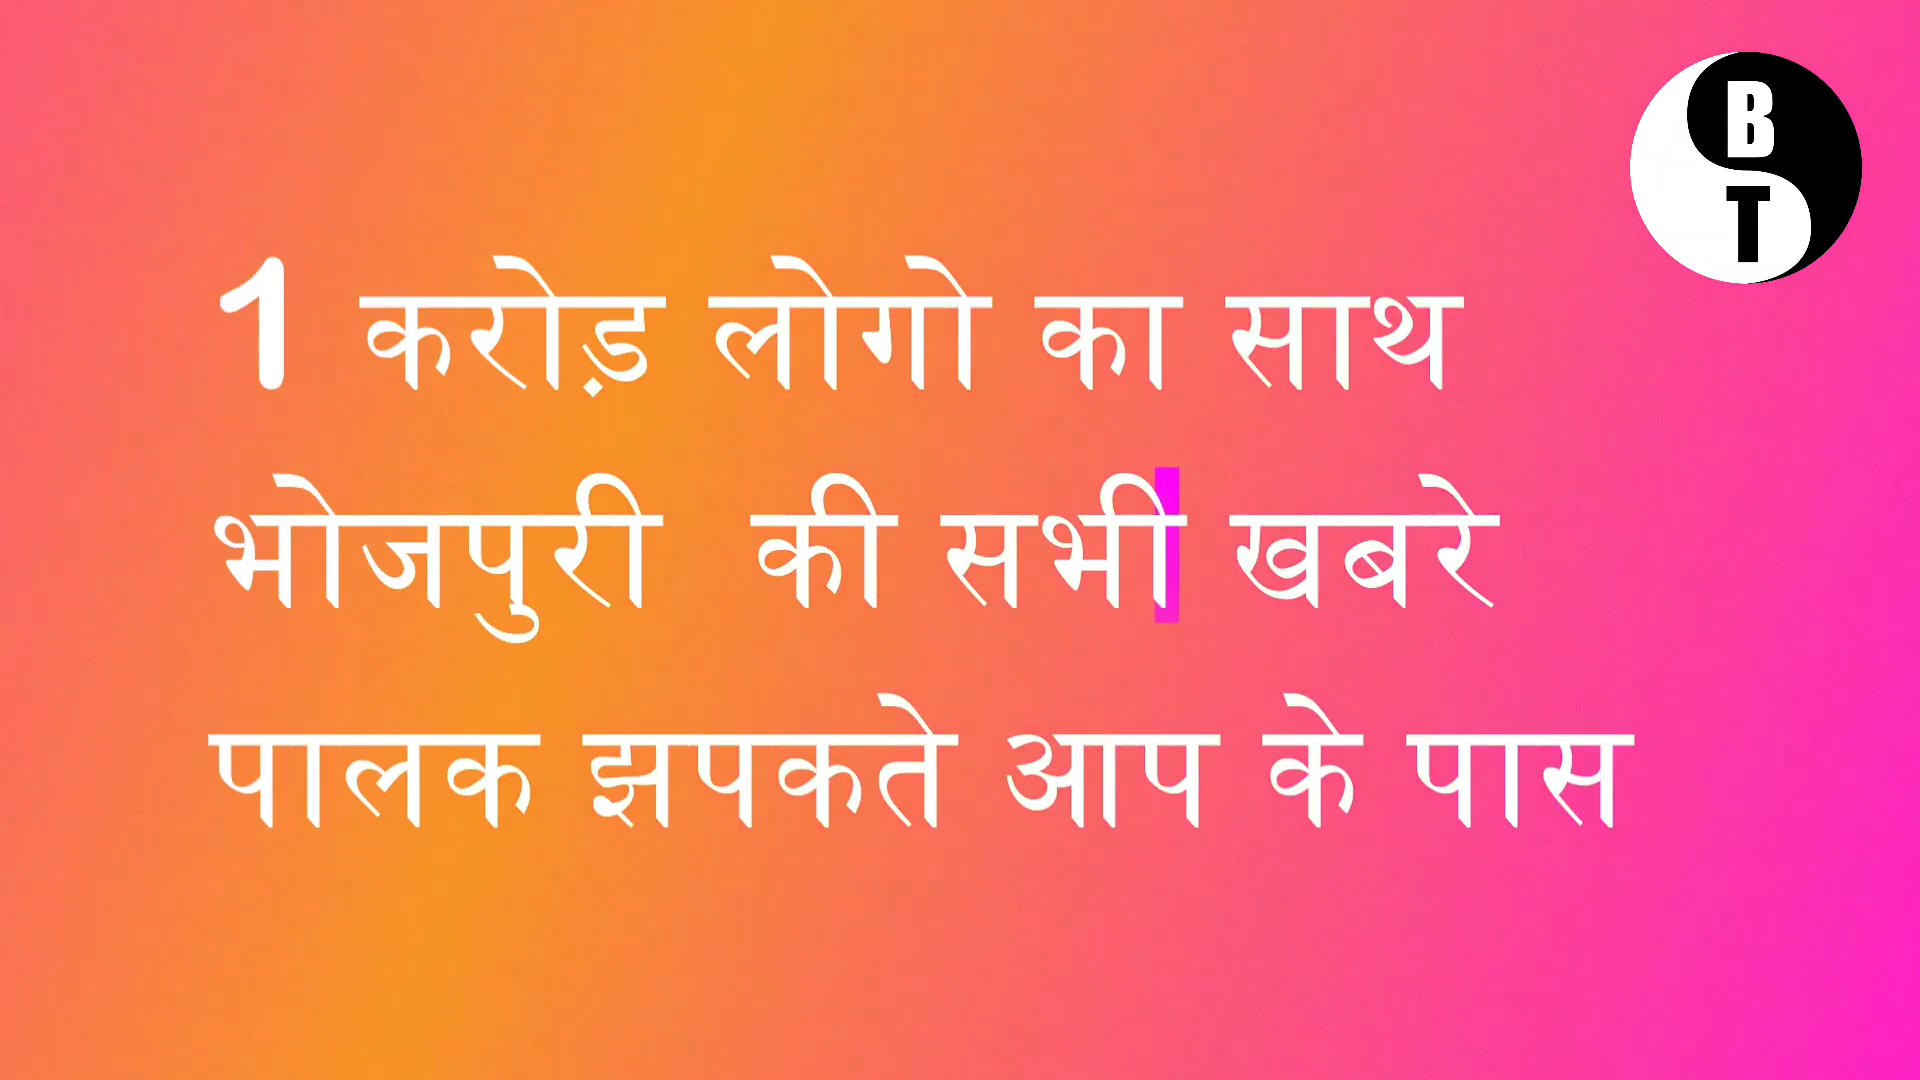 B
T
1 करोड़ लोगो का साथ
भोजपुरी की सभी खबरे
पालक झपकते आप के पास